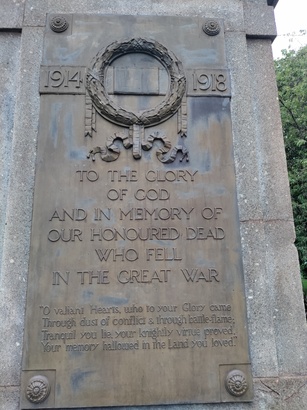 1914 1918
TO THE GLORY
OF GOD
AND IN MEMORY OF
OUR HONOURED DEAD
WHO FELL
IN THE GREAT WAR
"O valiant Hearts, who to your Glory came
Through dust of conflict & through battle-flame,
Tranquil you lie, your knightly virtue proved.
Your memory hallowed in the Land you loved."